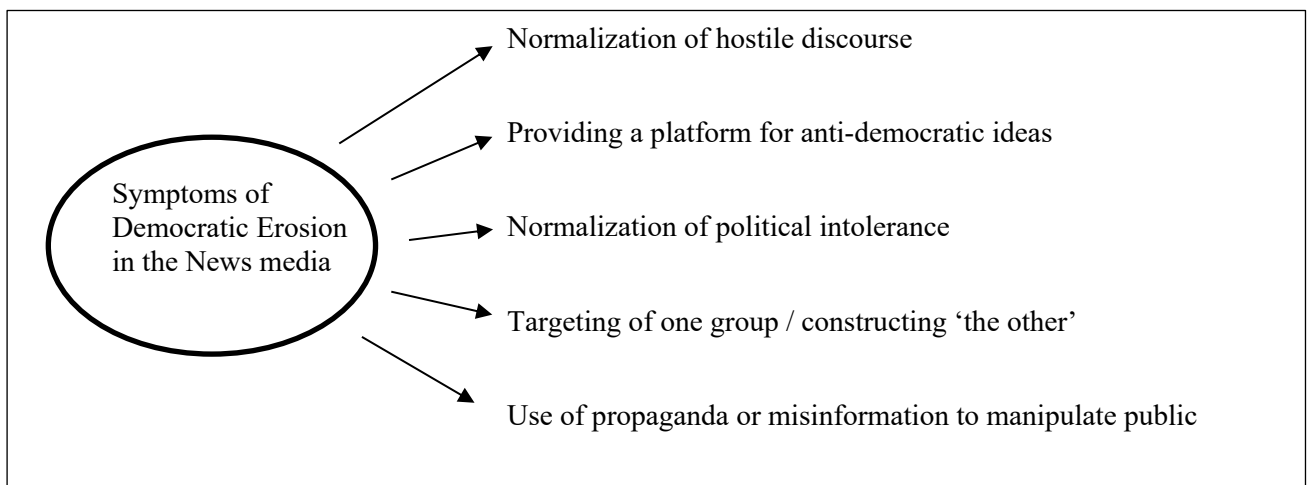 Normalization of hostile discourse
Providing a platform for anti-democratic ideas
Symptoms of
Democratic Erosion
in the News media
Normalization of political intolerance
Targeting of one group / constructing ‘the other’
Use of propaganda or misinformation to manipulate public